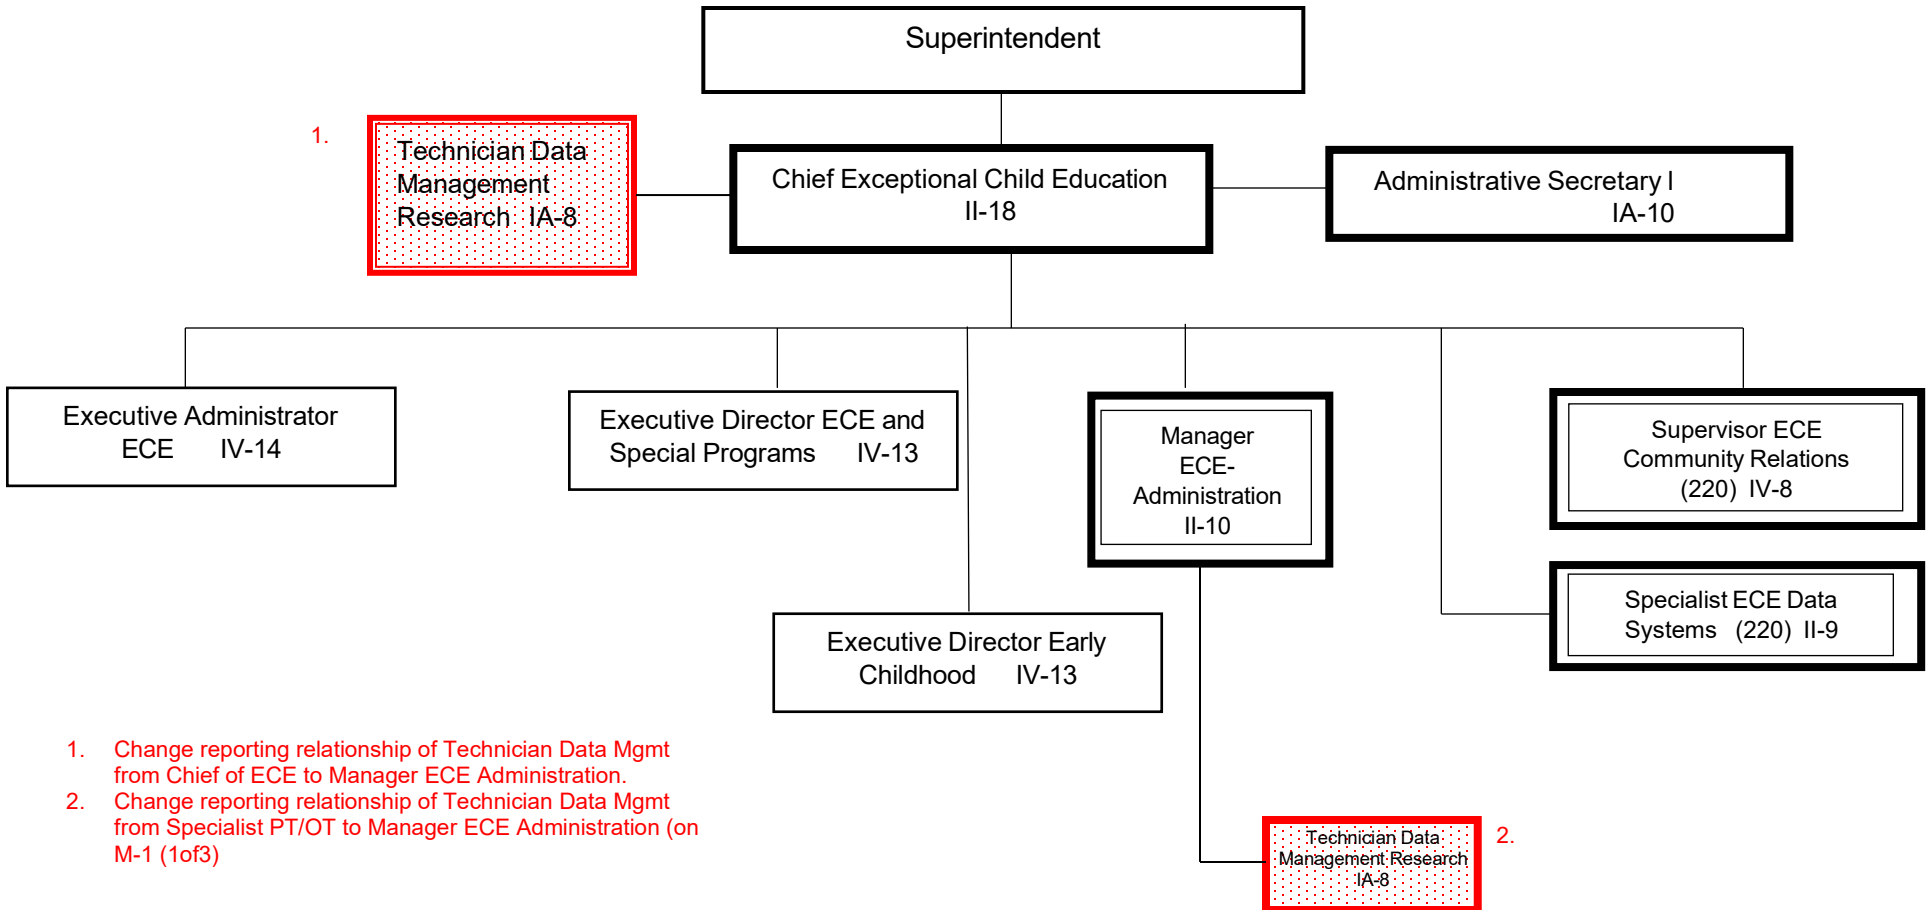 Superintendent
1.
Technician Data
Management
Research IA-8
Chief Exceptional Child Education
II-18
Administrative Secretary I
IA-10
Executive Administrator
ECE IV-14
Executive Director ECE and
Special Programs IV-13
Manager
ECE-
Administration
II-10
Supervisor ECE
Community Relations
(220) IV-8
Specialist ECE Data
Systems (220) II-9
Executive Director Early
Childhood IV-13
1. Change reporting relationship of Technician Data Mgmt
from Chief of ECE to Manager ECE Administration.
2. Change reporting relationship of Technician Data Mgmt
from Specialist PT/OT to Manager ECE Administration (on
M-1 (1of3)
Technician Data
Management Research
IA-8
2.